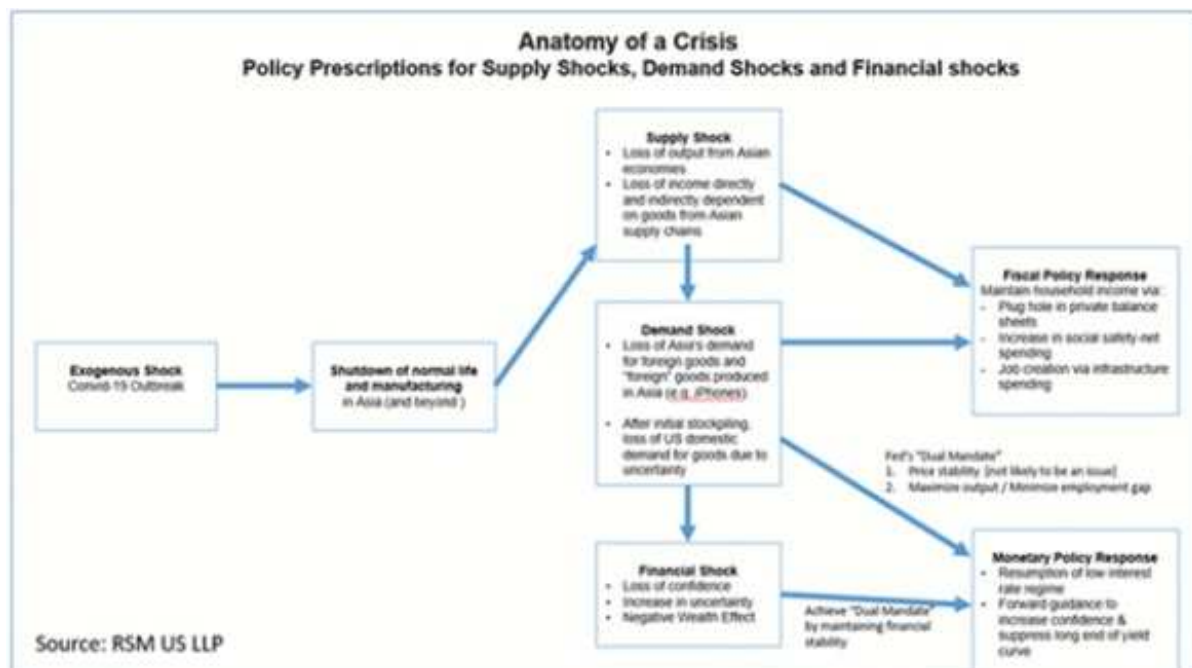 Anatomy of a Crisis
Policy Prescriptions for Supply Shocks, Demand Shocks and Financial shocks
Supply Shock
• Loss of output from Asian
economies
• Loss of income directly
and indirectly dependent
on goods from Asian
supply chains
Fiscal Policy Response
Maintain household income via:
- Plug hole in private balance
sheets
- Increase in social safety-net
spending
- Job creation via infrastructure
spending
Demand Shock
• Loss of Asia's demand
for foreign goods and
"foreign" goods produced
in Asia (e.g. iPhones)
• After initial stockpiling,
loss of US domestic
demand for goods due to
uncertainty
Exogenous Shock
Convid-19 Outbreak
Shutdown of normal life
and manufacturing
in Asia (and beyond )
Fed's "Dual Mandate"
1. Price stability [not likely to be an issue]
2. Maximize output / Minimize employment gap
Financial Shock
• Loss of confidence
• Increase in uncertainty
• Negative Wealth Effect
Achieve "Dual Mandate"
by maintaining financial
stability
Monetary Policy Response
• Resumption of low interest
rate regime
• Forward guidance to
increase confidence &
suppress long end of yield
curve
Source: RSM US LLP